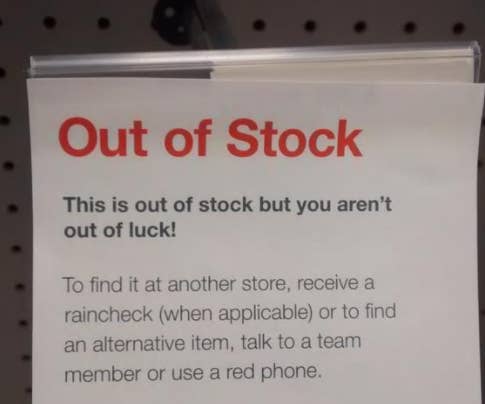 Out of Stock
This is out of stock but you aren't
out of luck!
To find it at another store, receive a
raincheck (when applicable) or to find
an alternative item, talk to a team
member or use a red phone.